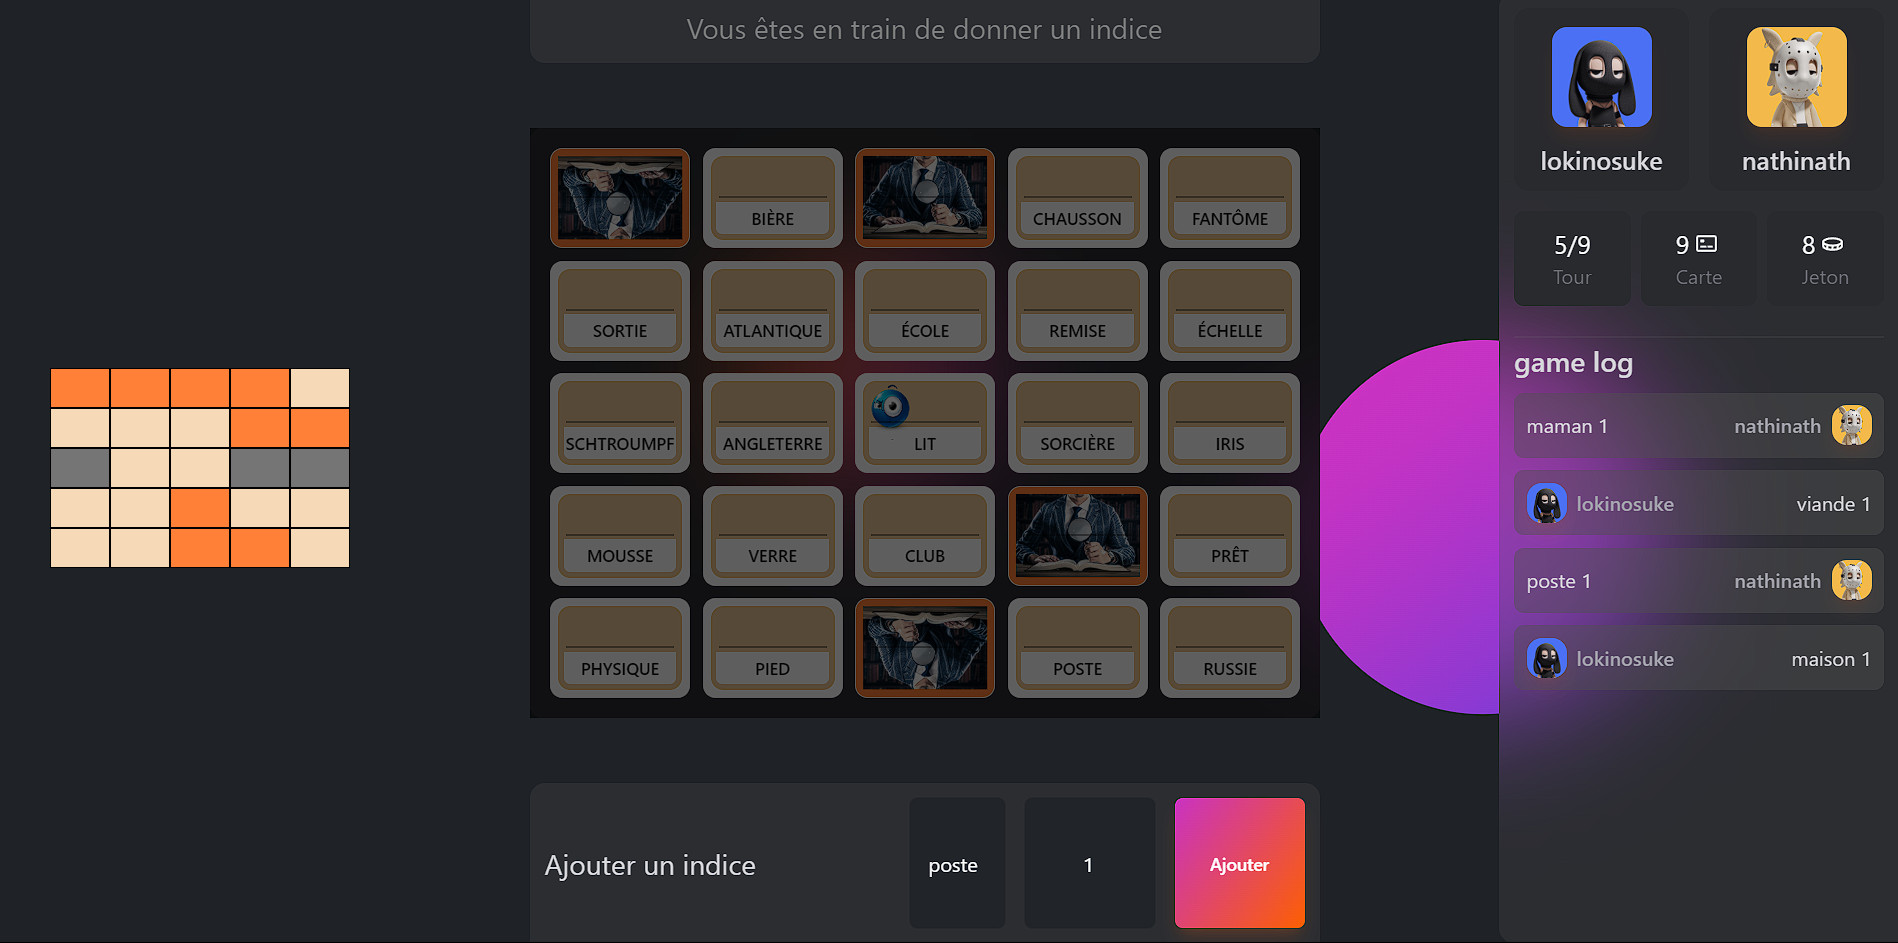 Vous êtes en train de donner un indice
BIÈRE
CHAUSSON
FANTÔME
SORTIE
ATLANTIQUE
ÉCOLE
REMISE
ÉCHELLE
SCHTROUMPF
ANGLETERRE
LIT
SORCIÈRE
IRIS
MOUSSE
VERRE
CLUB
PRÊT
PHYSIQUE
PIED
POSTE
RUSSIE
Ajouter un indice
poste
1
Ajouter
lokinosuke
nathinath
5/9
Tour
9
Carte
8
Jeton
game log
maman 1 nathinath
lokinosuke viande 1
poste 1 nathinath
lokinosuke maison 1